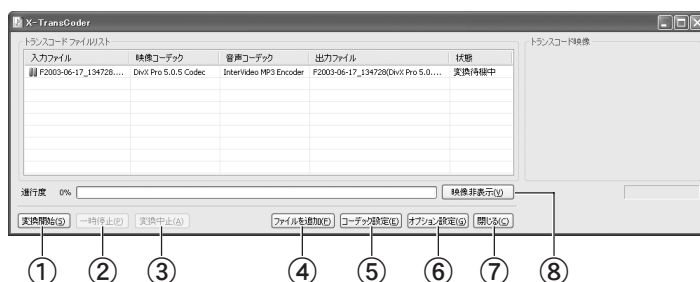 X-TransCoder
トランスコードファイルリスト
トランスコード映像
入力ファイル 映像コーデック 音声コーデック 出力ファイル 状態
F2003-06-17_134728.... DivX Pro 5.0.5 Codec InterVideo MP3 Encoder F2003-06-17_134728(DivX Pro 5.0.... 変換待機中
進行度 0% 映像非表示(V)
変換開始(S) 一時停止(P) 変換中止(A) ファイルを追加(F) コーデック設定(E) オプション設定(G) 閉じる(C)
① ② ③ ④ ⑤ ⑥ ⑦ ⑧